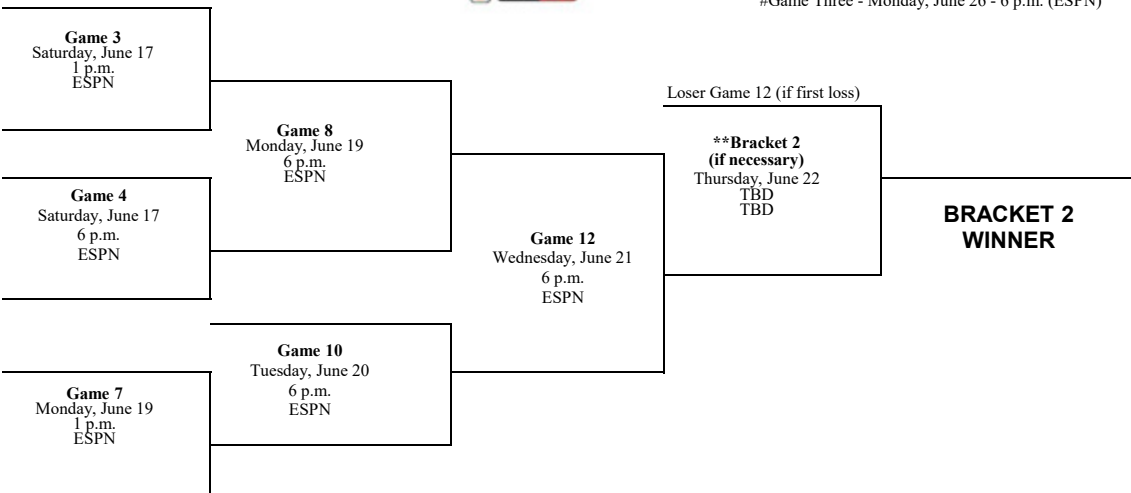 #Game Three - Monday, June 26 - 6 p.m. (ESPN)
Game 3
Saturday, June 17
1 p.m.
ESPN
Game 4
Saturday, June 17
6 p.m.
ESPN
Game 7
Monday, June 19
1 p.m.
ESPN
Game 8
Monday, June 19
6 p.m.
ESPN
Game 10
Tuesday, June 20
6 p.m.
ESPN
Game 12
Wednesday, June 21
6 p.m.
ESPN
Loser Game 12 (if first loss)
**Bracket 2
(if necessary)
Thursday, June 22
TBD
TBD
BRACKET 2
WINNER